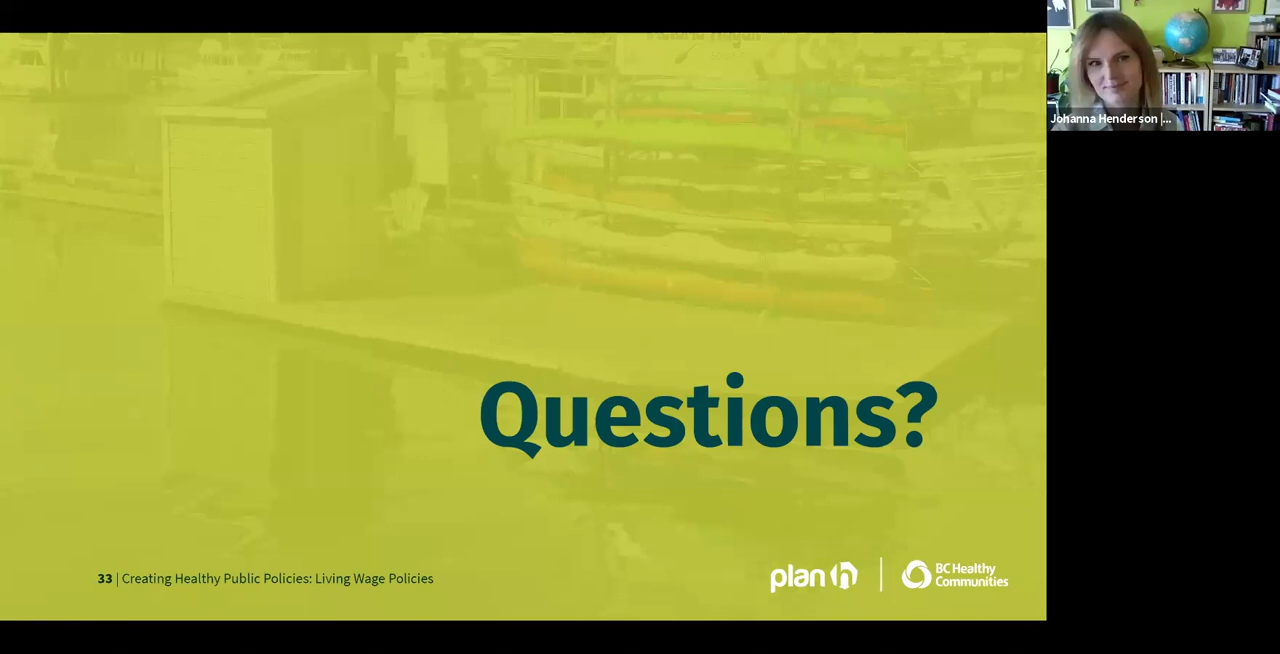 Johanna Henderson |...
Questions?
33 | Creating Healthy Public Policies: Living Wage Policies
plan h
BC Healthy
Communities